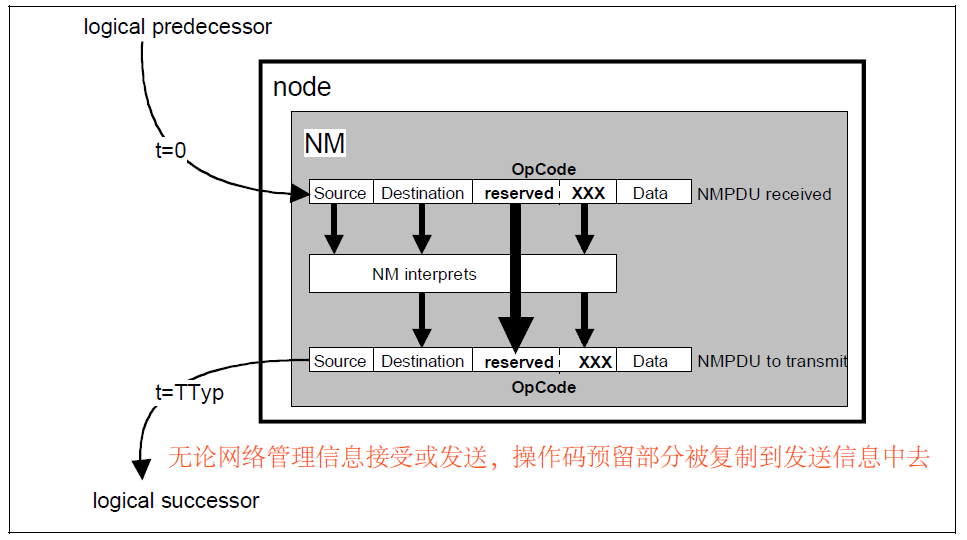 logical predecessor
node
t=0
NM
OpCode
Source Destination reserved XXX Data NMPDU received
NM interprets
Source Destination reserved XXX Data NMPDU to transmit
OpCode
t=TTyp
无论网络管理信息接受或发送，操作码预留部分被复制到发送信息中去
logical successor